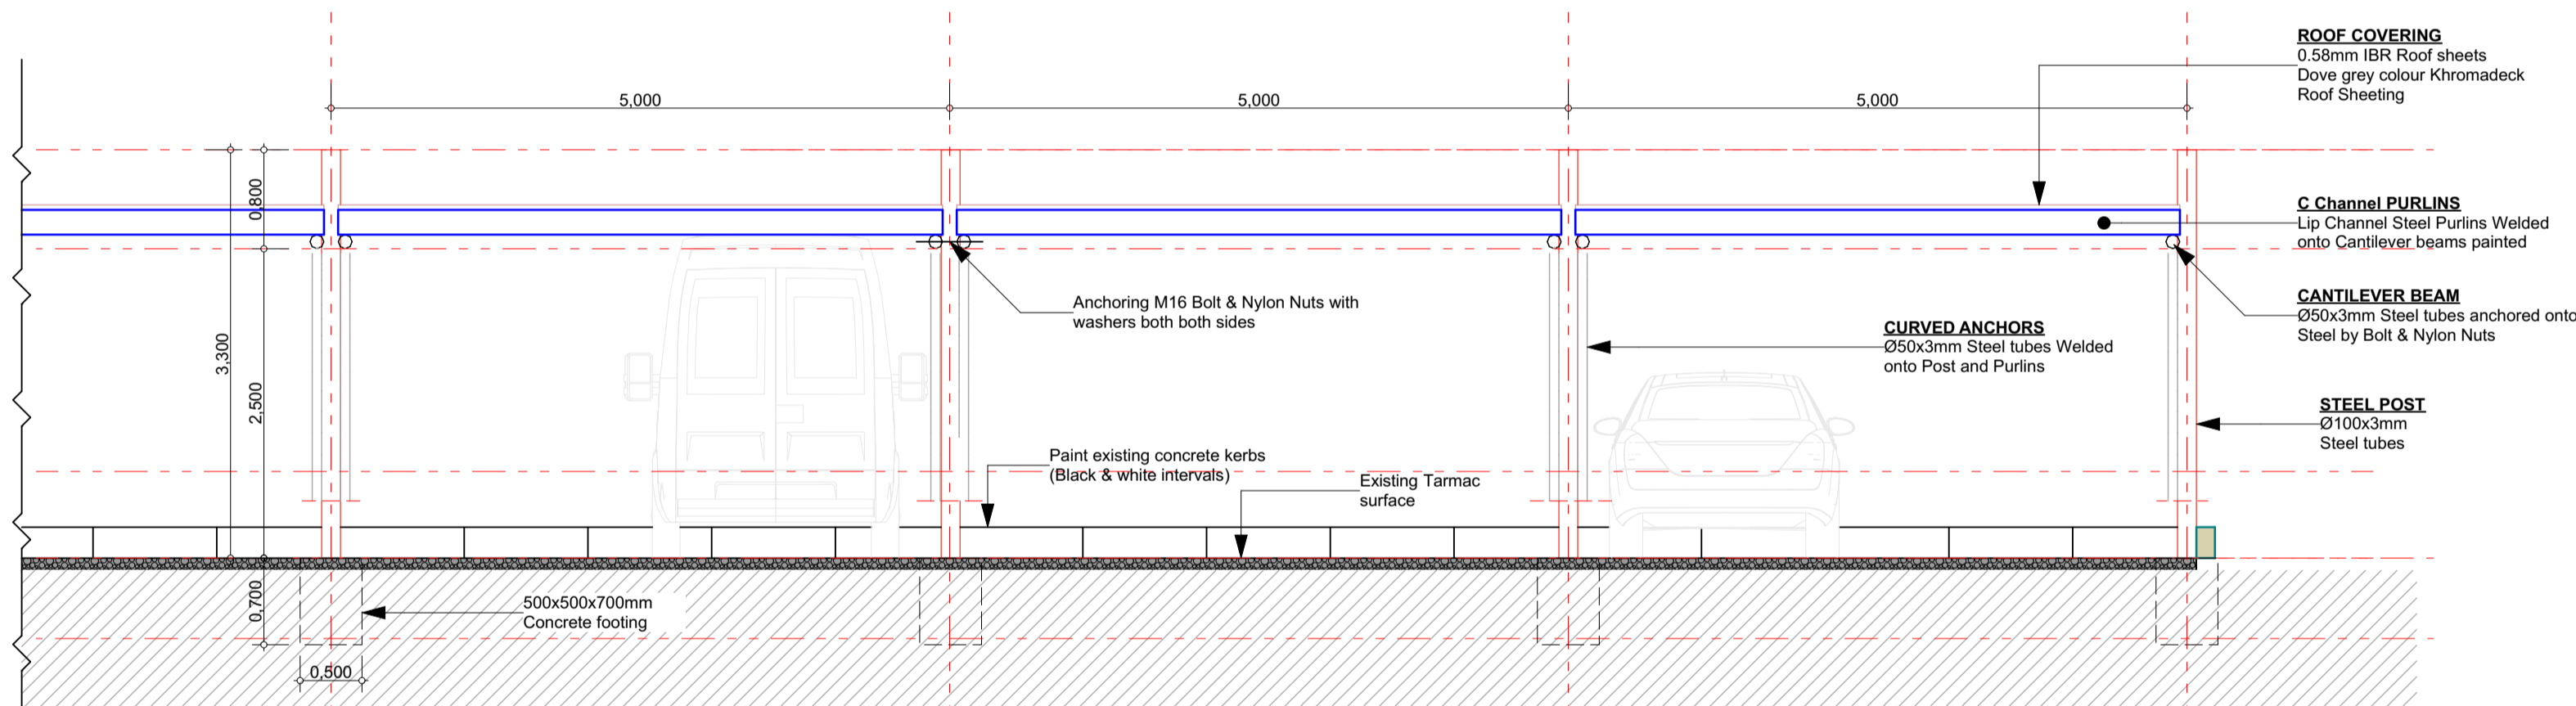 ROOF COVERING
0.58mm IBR Roof sheets
Dove grey colour Khromadeck
Roof Sheeting
5,000
5,000
5,000
0,800
C Channel PURLINS
Lip Channel Steel Purlins Welded
onto Cantilever beams painted
Anchoring M16 Bolt & Nylon Nuts with
washers both both sides
CANTILEVER BEAM
Ø50x3mm Steel tubes anchored onto
Steel by Bolt & Nylon Nuts
CURVED ANCHORS
Ø50x3mm Steel tubes Welded
onto Post and Purlins
3,300
2,500
STEEL POST
Ø100x3mm
Steel tubes
Paint existing concrete kerbs
(Black & white intervals)
Existing Tarmac
surface
0,700
500x500x700mm
Concrete footing
0,500